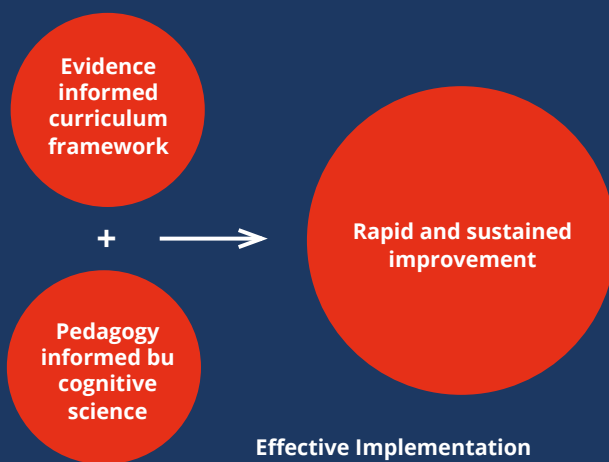 Evidence
informed
curriculum
framework
+
Rapid and sustained
improvement
Pedagogy
informed bu
cognitive
science
Effective Implementation